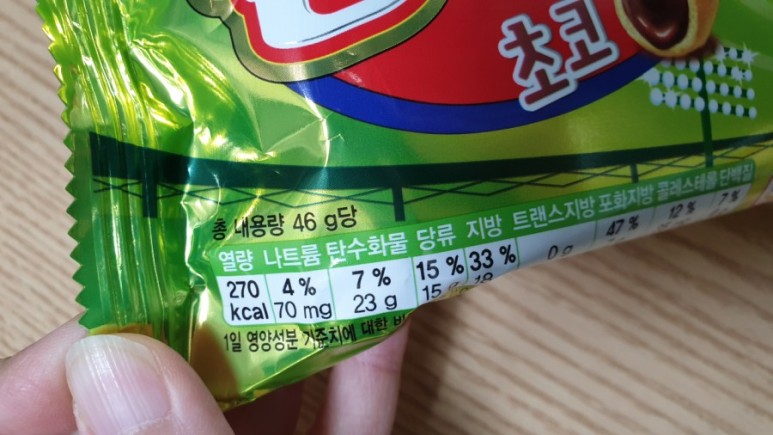 초코
총 내용량 46 g당
열량 나트륨 탄수화물 당류 지방 트랜스지방 포화지방 콜레스테롤 단백질
270 kcal 4 % 7 % 15 % 33 % 47 % 12 % 7 %
70 mg 23 g 15 0 g
1일 영양성분 기준치에 대한